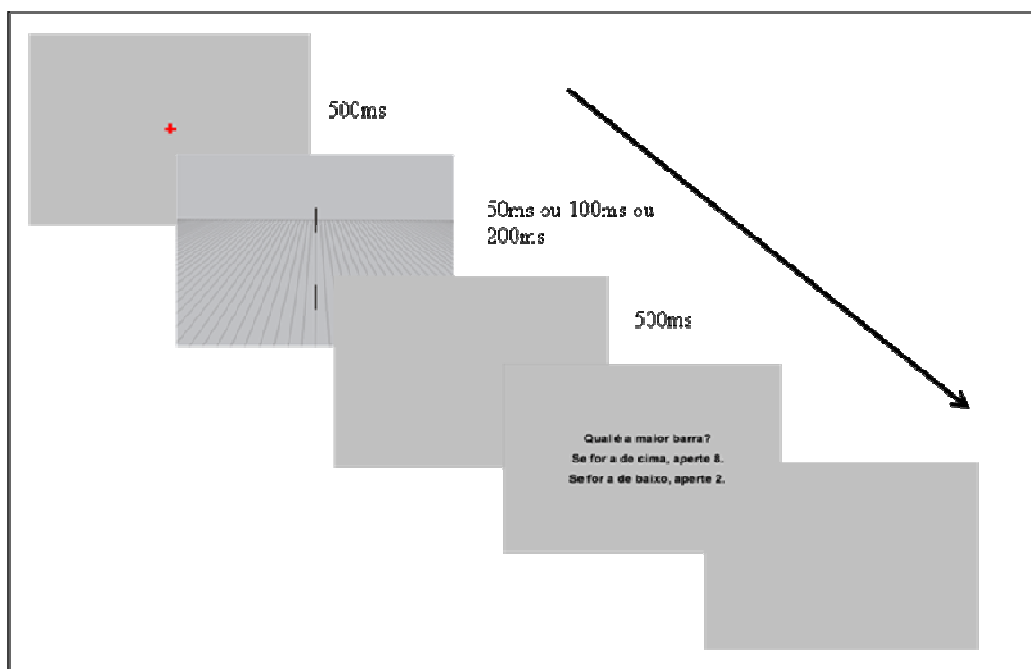 500ms
50ms ou 100ms ou
200ms
500ms
Qual é a maior barra?
Se for a de cima, aperte 8.
Se for a de baixo, aperte 2.